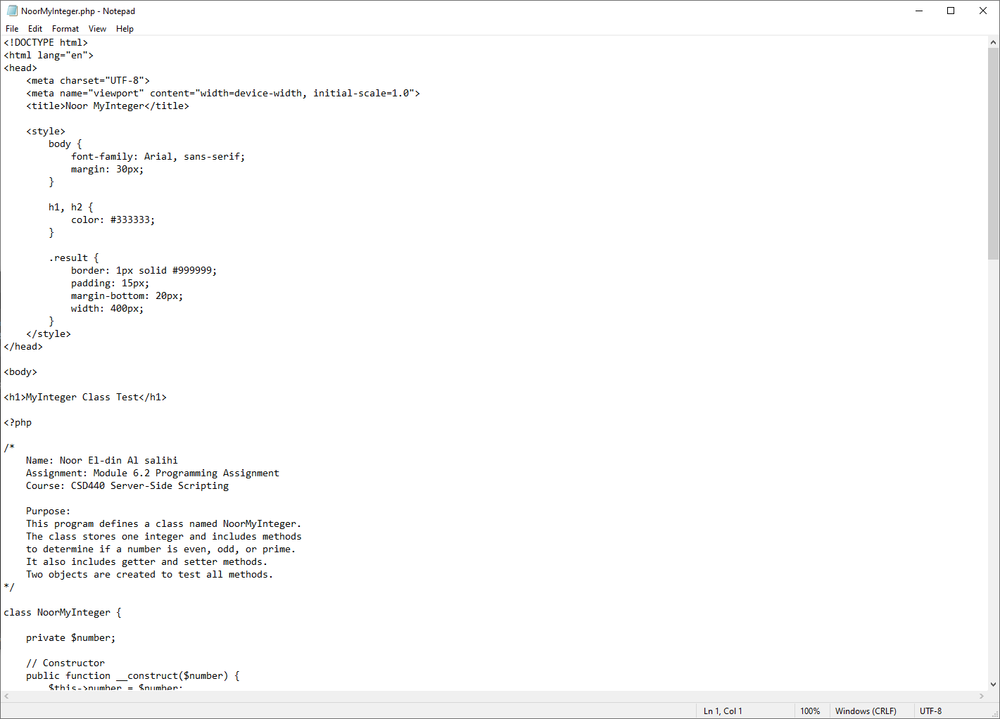 NoorMyInteger.php - Notepad
File Edit Format View Help
<!DOCTYPE html>
<html lang="en">
<head>
    <meta charset="UTF-8">
    <meta name="viewport" content="width=device-width, initial-scale=1.0">
    <title>Noor MyInteger</title>

    <style>
        body {
            font-family: Arial, sans-serif;
            margin: 30px;
        }

        h1, h2 {
            color: #333333;
        }

        .result {
            border: 1px solid #999999;
            padding: 15px;
            margin-bottom: 20px;
            width: 400px;
        }
    </style>
</head>

<body>

<h1>MyInteger Class Test</h1>

<?php

/*
    Name: Noor El-din Al salihi
    Assignment: Module 6.2 Programming Assignment
    Course: CSD440 Server-Side Scripting

    Purpose:
    This program defines a class named NoorMyInteger.
    The class stores one integer and includes methods
    to determine if a number is even, odd, or prime.
    It also includes getter and setter methods.
    Two objects are created to test all methods.
*/

class NoorMyInteger {

    private $number;

    // Constructor
    public function __construct($number) {
        $this->number = $number;
Ln 1, Col 1 100% Windows (CRLF) UTF-8